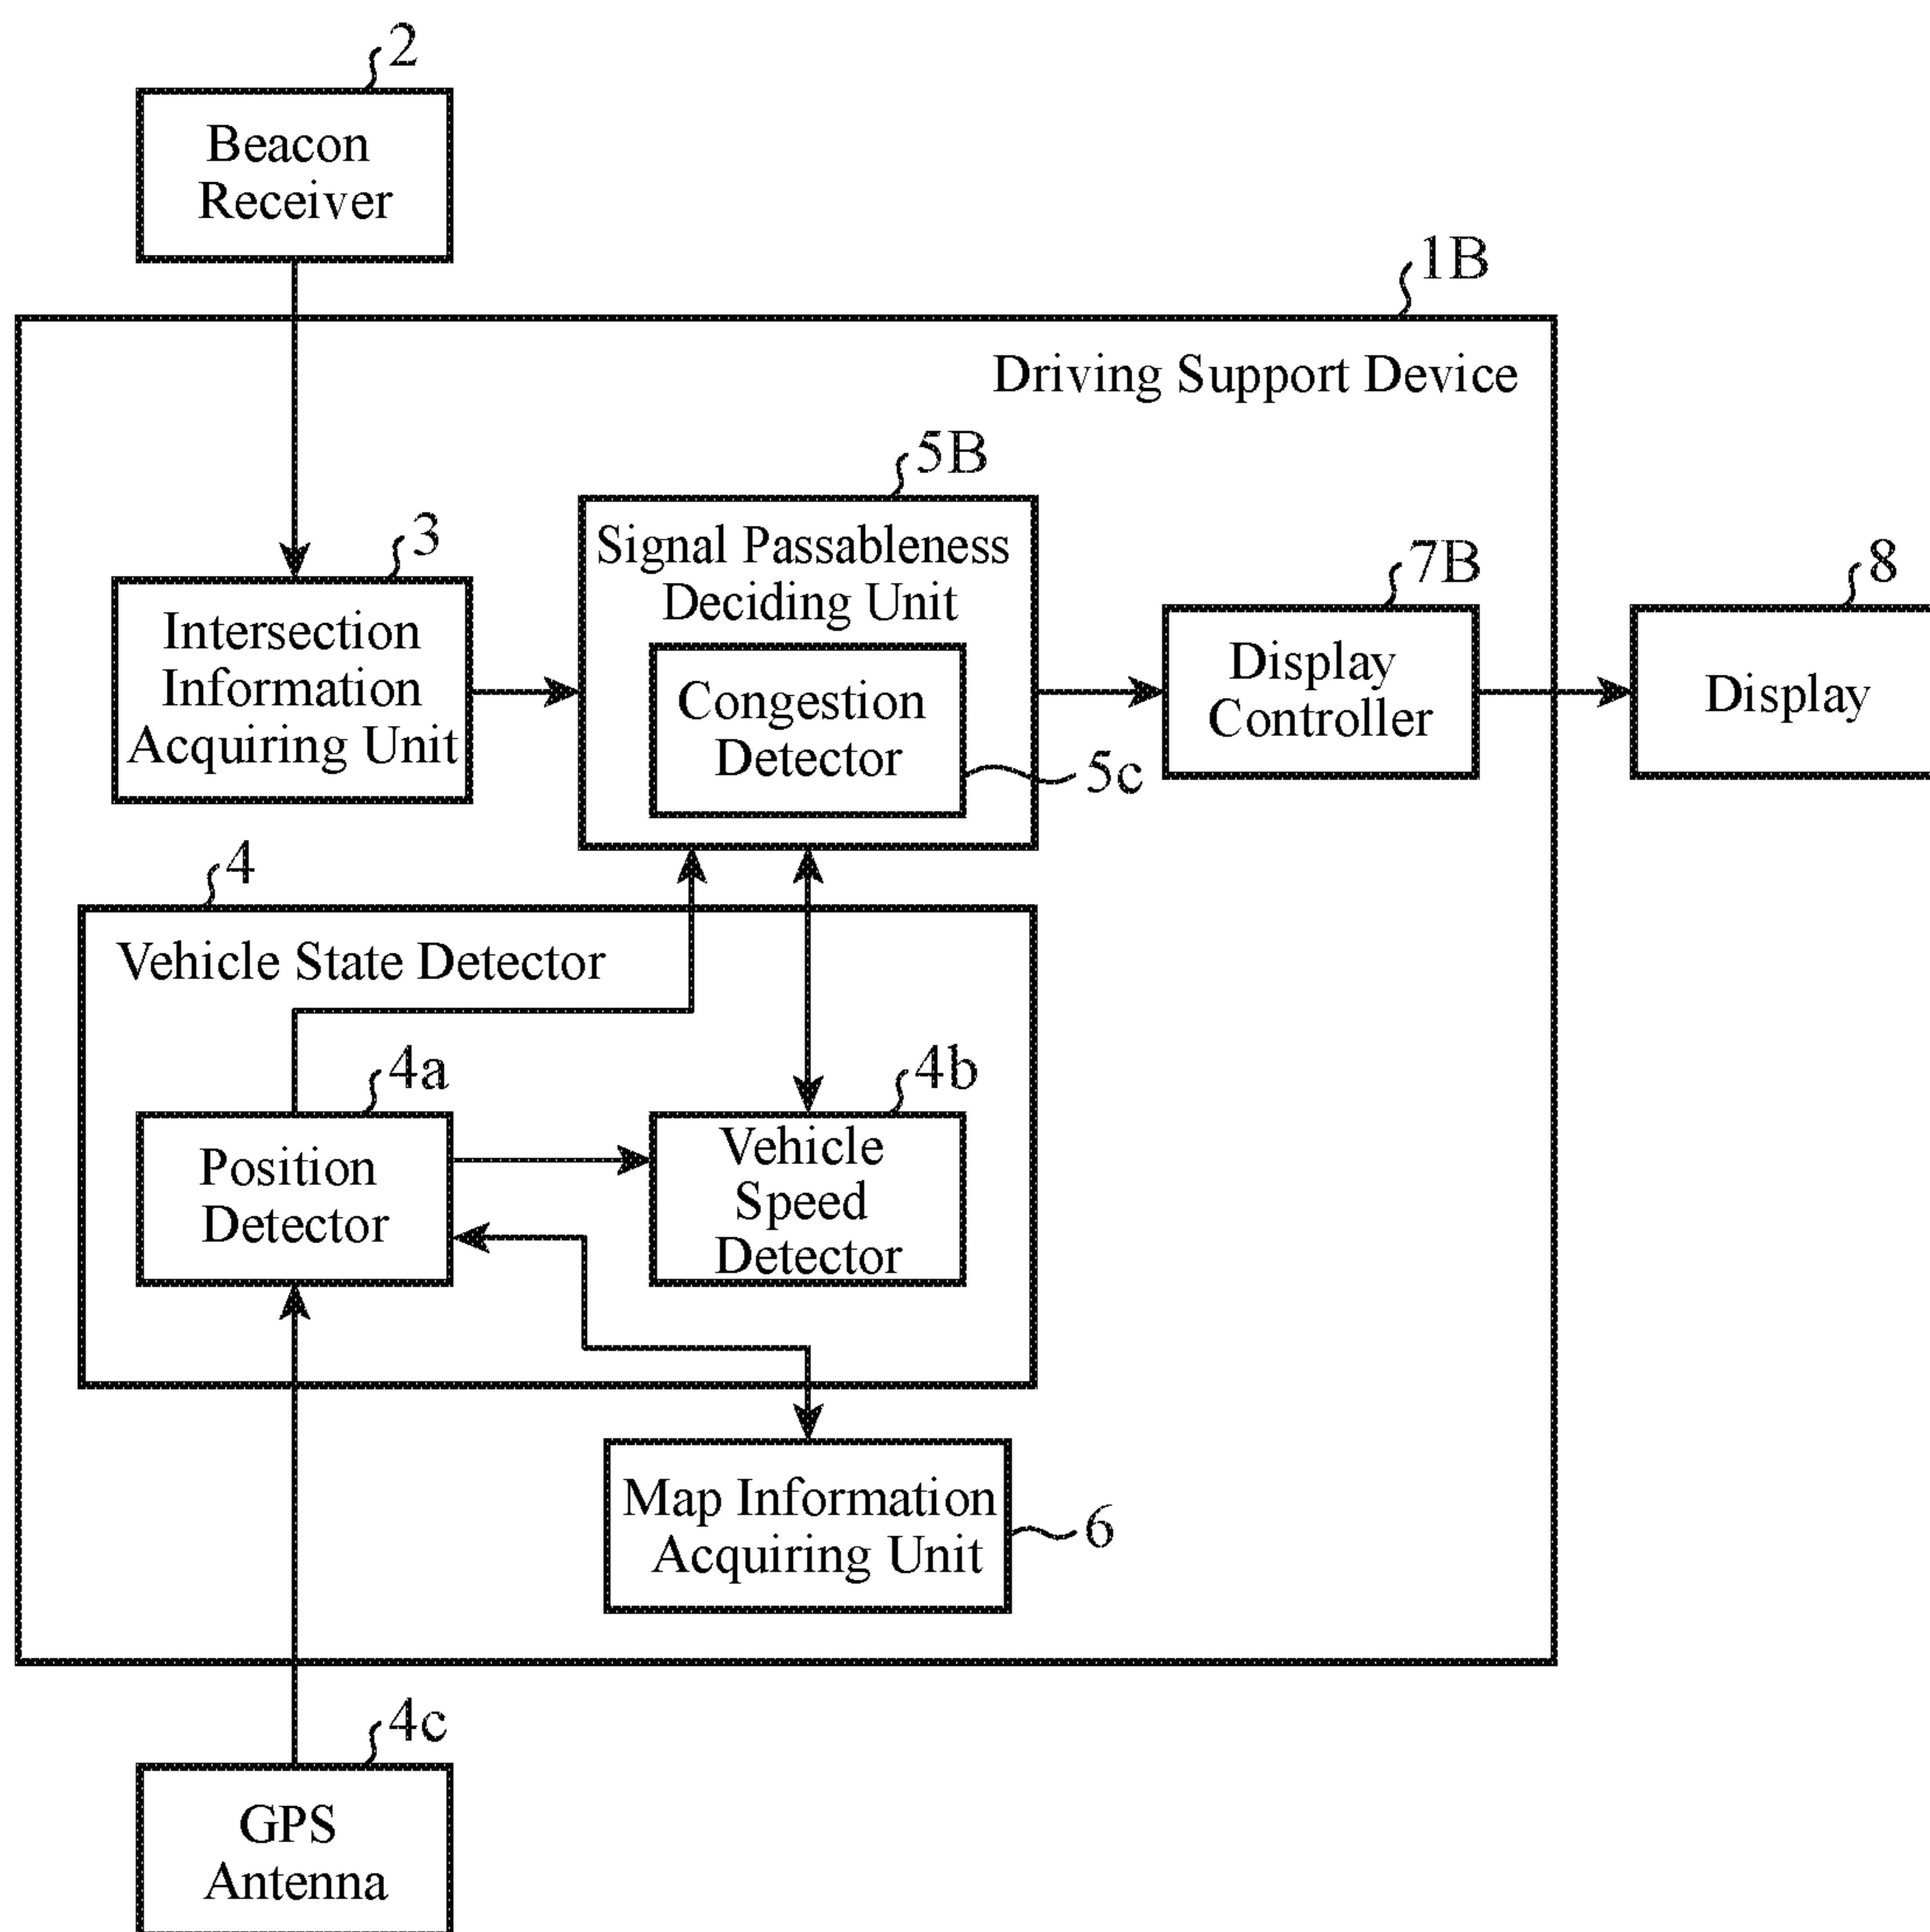 2
Beacon
Receiver
1B
Driving Support Device
5B
Signal Passableness
Deciding Unit
3
Intersection
Information
Acquiring Unit
Congestion
Detector
5c
7B
Display
Controller
8
Display
4
Vehicle State Detector
4a
Position
Detector
4b
Vehicle
Speed
Detector
Map Information
Acquiring Unit
6
4c
GPS
Antenna